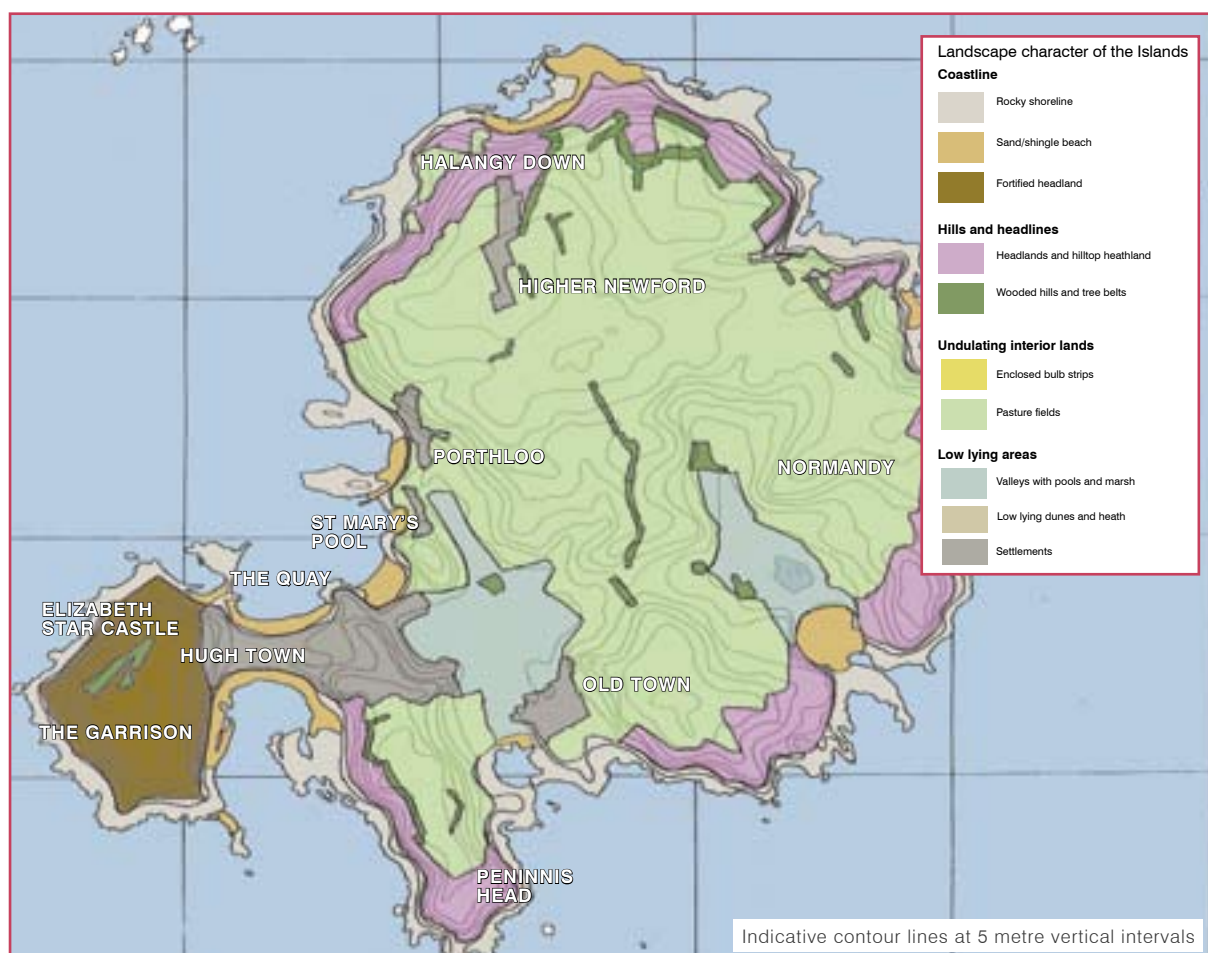 Landscape character of the Islands
Coastline
Rocky shoreline
Sand/shingle beach
Fortified headland
Hills and headlines
Headlands and hilltop heathland
Wooded hills and tree belts
Undulating interior lands
Enclosed bulb strips
Pasture fields
Low lying areas
Valleys with pools and marsh
Low lying dunes and heath
Settlements
HALANGY DOWN
HIGHER NEWFORD
PORTHLOO
NORMANDY
ST MARY'S
POOL
THE QUAY
ELIZABETH
STAR CASTLE
HUGH TOWN
OLD TOWN
THE GARRISON
PENINNIS
HEAD
Indicative contour lines at 5 metre vertical intervals